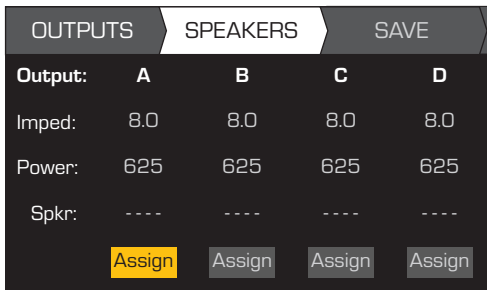 OUTPUTS SPEAKERS SAVE
Output: A B C D
Imped: 8.0 8.0 8.0 8.0
Power: 625 625 625 625
Spkr: ---- ---- ---- ----
Assign Assign Assign Assign